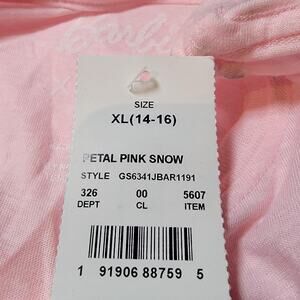 SIZE
XL(14-16)
PETAL PINK SNOW
STYLE GS6341JBAR1191
326 00 5607
DEPT CL ITEM
1 91906 88759 5